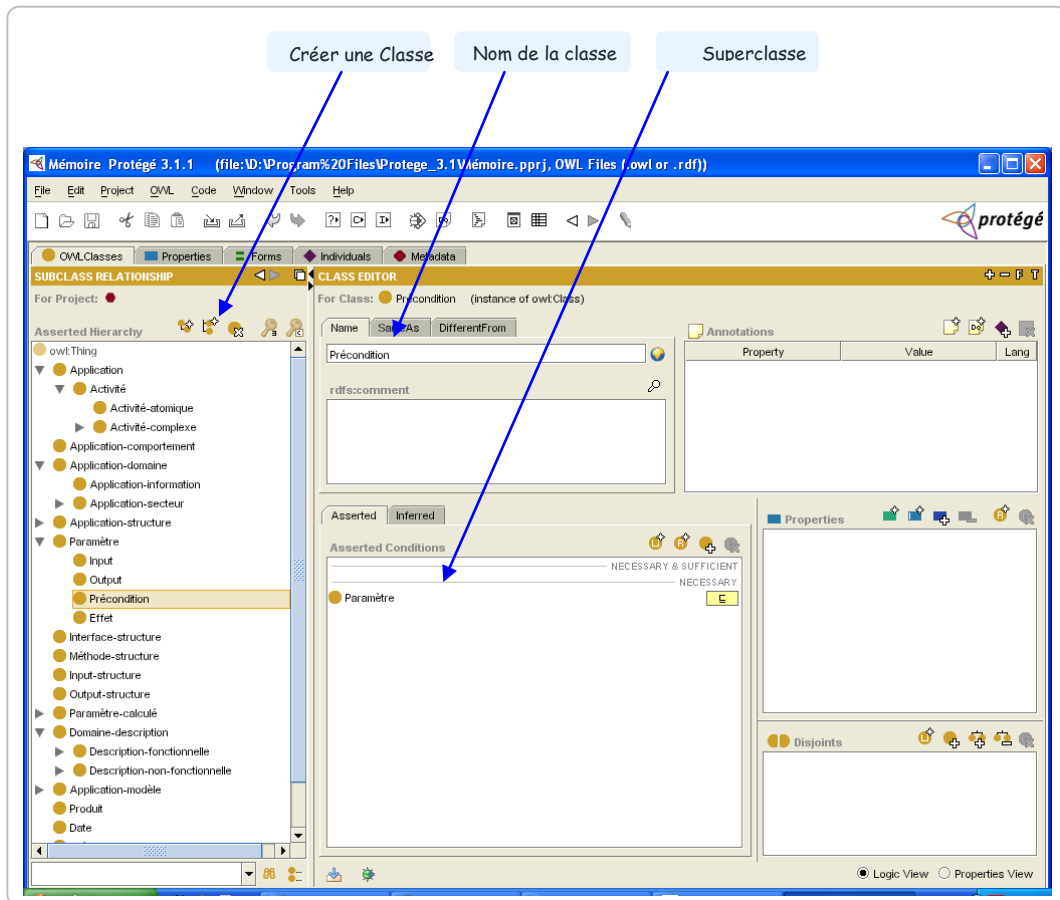 Créer une Classe
Nom de la classe
Superclasse
Mémoire Protégé 3.1.1 (file:\D:\Program%20Files\Protege_3.1\Mémoire.pprj, OWL Files (.owl or .rdf))
File Edit Project OWL Code Window Tools Help
protégé
OWLClasses Properties Forms Individuals Metadata
SUBCLASS RELATIONSHIP
For Project:
Asserted Hierarchy
owl:Thing
Application
Activité
Activité-atomique
Activité-complexe
Application-comportement
Application-domaine
Application-information
Application-secteur
Application-structure
Paramètre
Input
Output
Précondition
Effet
Interface-structure
Méthode-structure
Input-structure
Output-structure
Paramètre-calculé
Domaine-description
Description-fonctionnelle
Description-non-fonctionnelle
Application-modèle
Produit
Date
CLASS EDITOR
For Class: Précondition (instance of owl:Class)
Name SameAs DifferentFrom
Précondition
rdfs:comment
Annotations
Property Value Lang
Asserted Inferred
Asserted Conditions
NECESSARY & SUFFICIENT
NECESSARY
Paramètre
Properties
Disjoints
Logic View Properties View